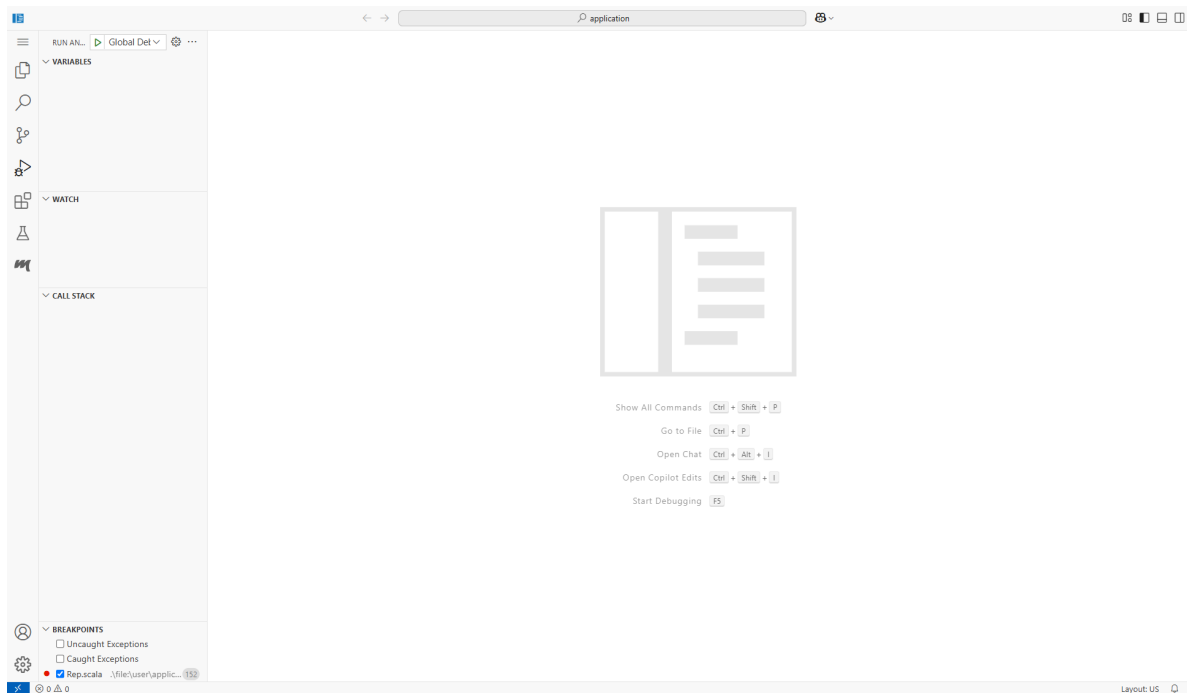 application
RUN AN... Global Det
VARIABLES
WATCH
CALL STACK
Show All Commands Ctrl + Shift + P
Go to File Ctrl + P
Open Chat Ctrl + Alt + I
Open Copilot Edits Ctrl + Shift + I
Start Debugging F5
BREAKPOINTS
Uncaught Exceptions
Caught Exceptions
Rep.scala .\file:\user\applic... 152
0 0
Layout: US